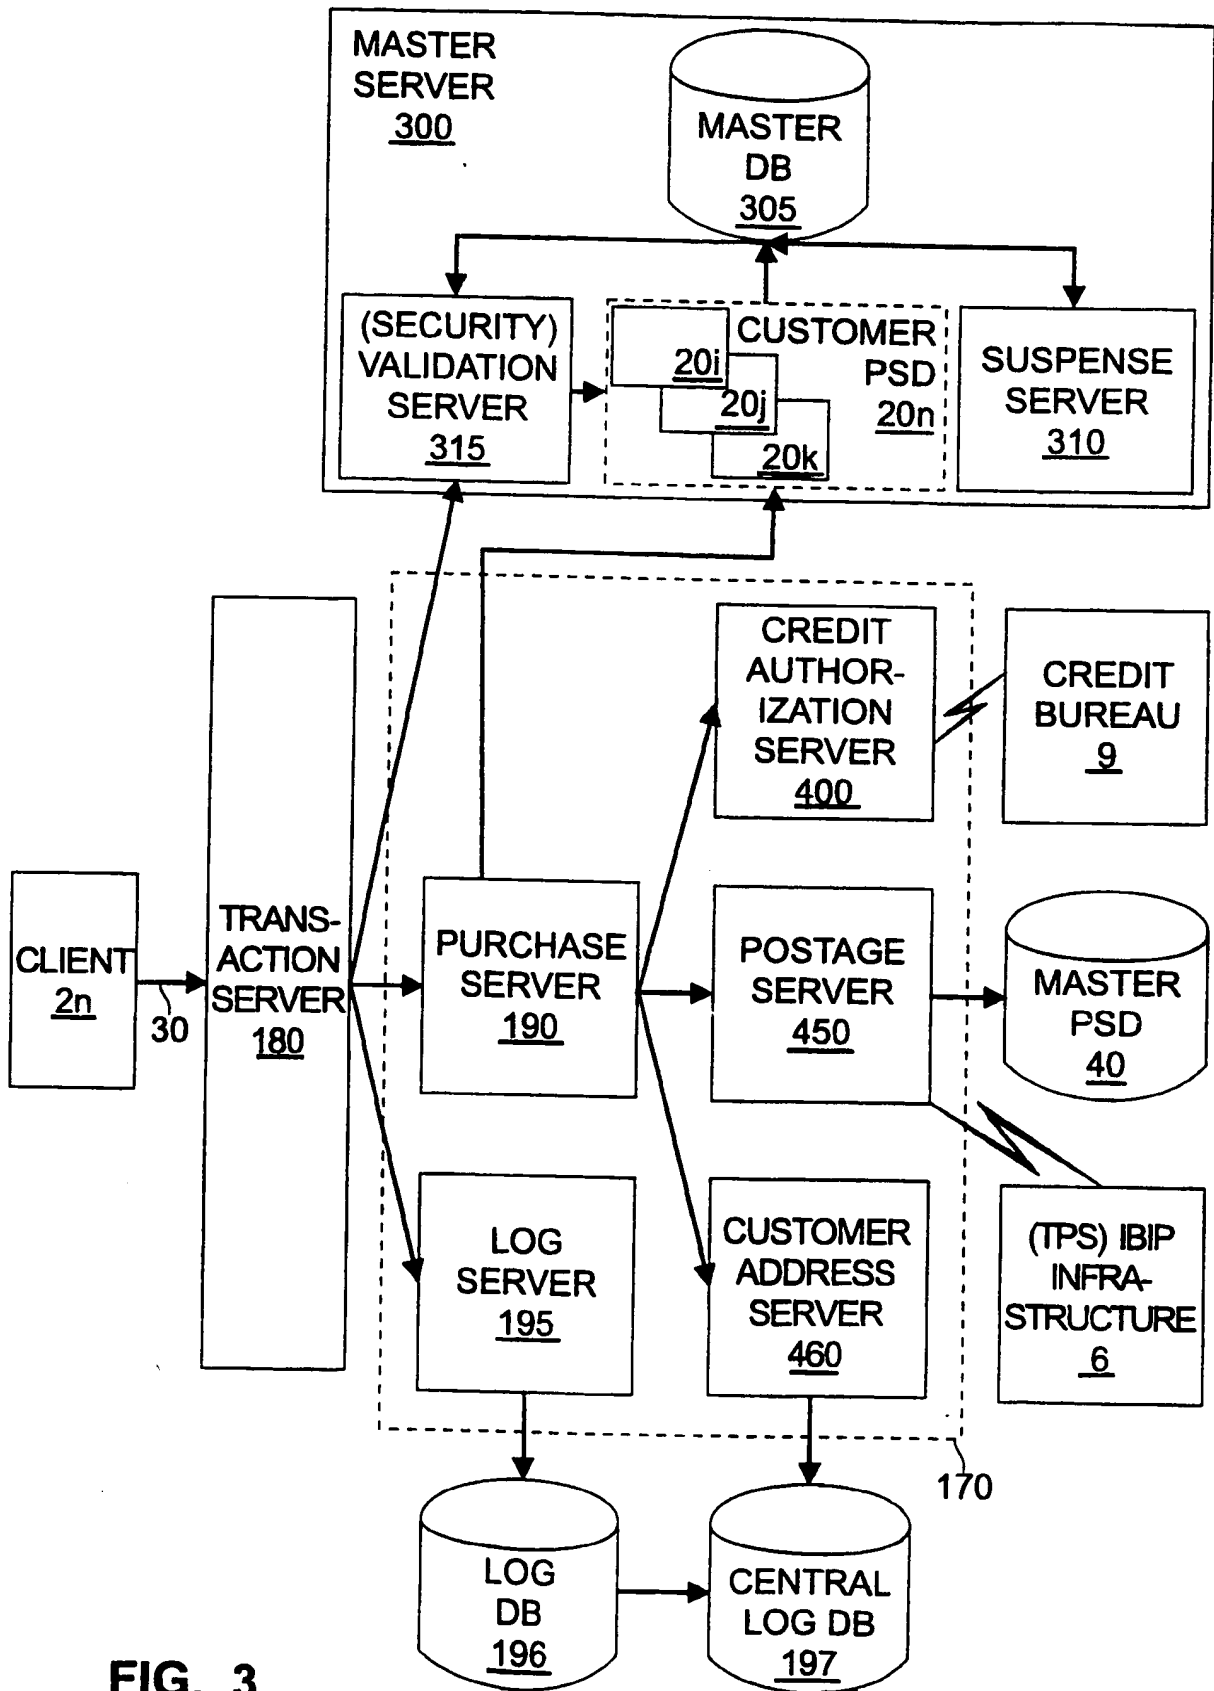 MASTER
SERVER
300
MASTER
DB
305
(SECURITY)
VALIDATION
SERVER
315
20i
20j
20k
CUSTOMER
PSD
20n
SUSPENSE
SERVER
310
CREDIT
AUTHOR-
IZATION
SERVER
400
CREDIT
BUREAU
9
CLIENT
2n
30
TRANS-
ACTION
SERVER
180
PURCHASE
SERVER
190
POSTAGE
SERVER
450
MASTER
PSD
40
LOG
SERVER
195
CUSTOMER
ADDRESS
SERVER
460
(TPS) IBIP
INFRA-
STRUCTURE
6
170
LOG
DB
196
CENTRAL
LOG DB
197
FIG. 3